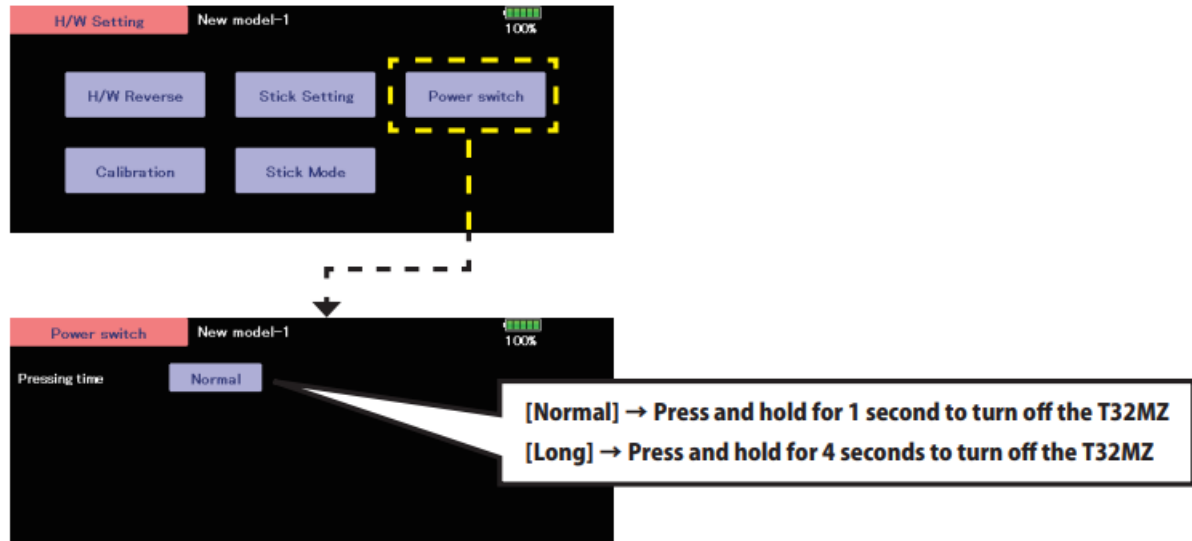 H/W Setting New model-1 100%
H/W Reverse Stick Setting Power switch
Calibration Stick Mode
Power switch New model-1 100%
Pressing time Normal
[Normal] → Press and hold for 1 second to turn off the T32MZ
[Long] → Press and hold for 4 seconds to turn off the T32MZ